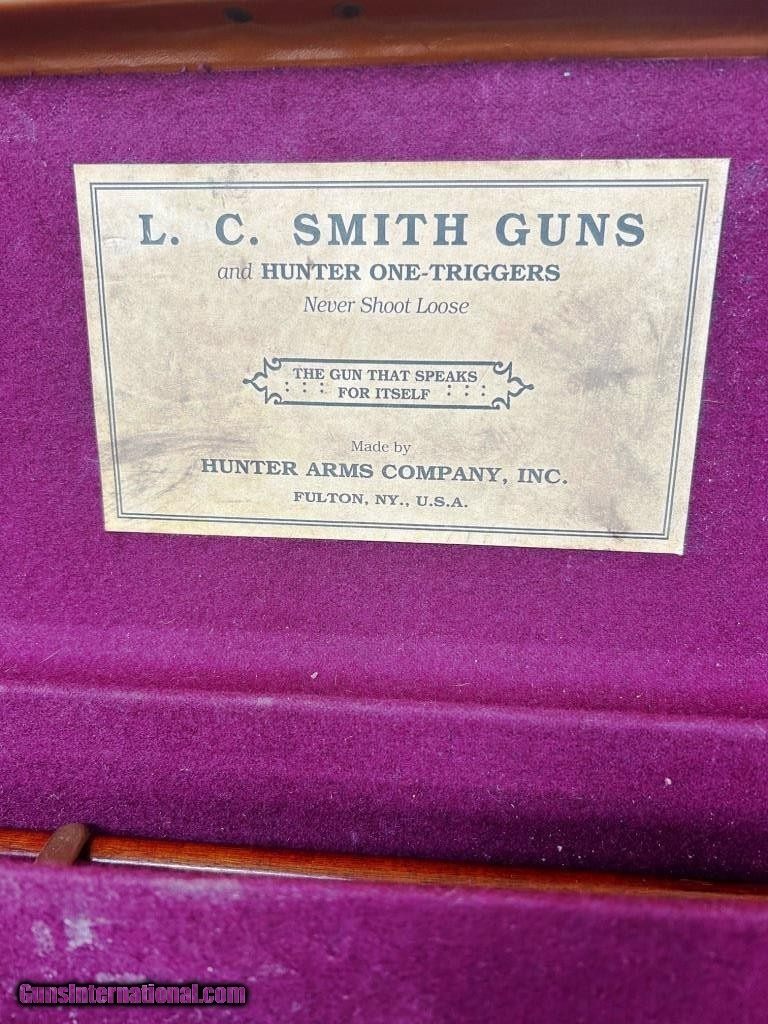 L. C. SMITH GUNS
and HUNTER ONE-TRIGGERS
Never Shoot Loose
THE GUN THAT SPEAKS
FOR ITSELF
Made by
HUNTER ARMS COMPANY, INC.
FULTON, NY., U.S.A.
GunsInternational.com